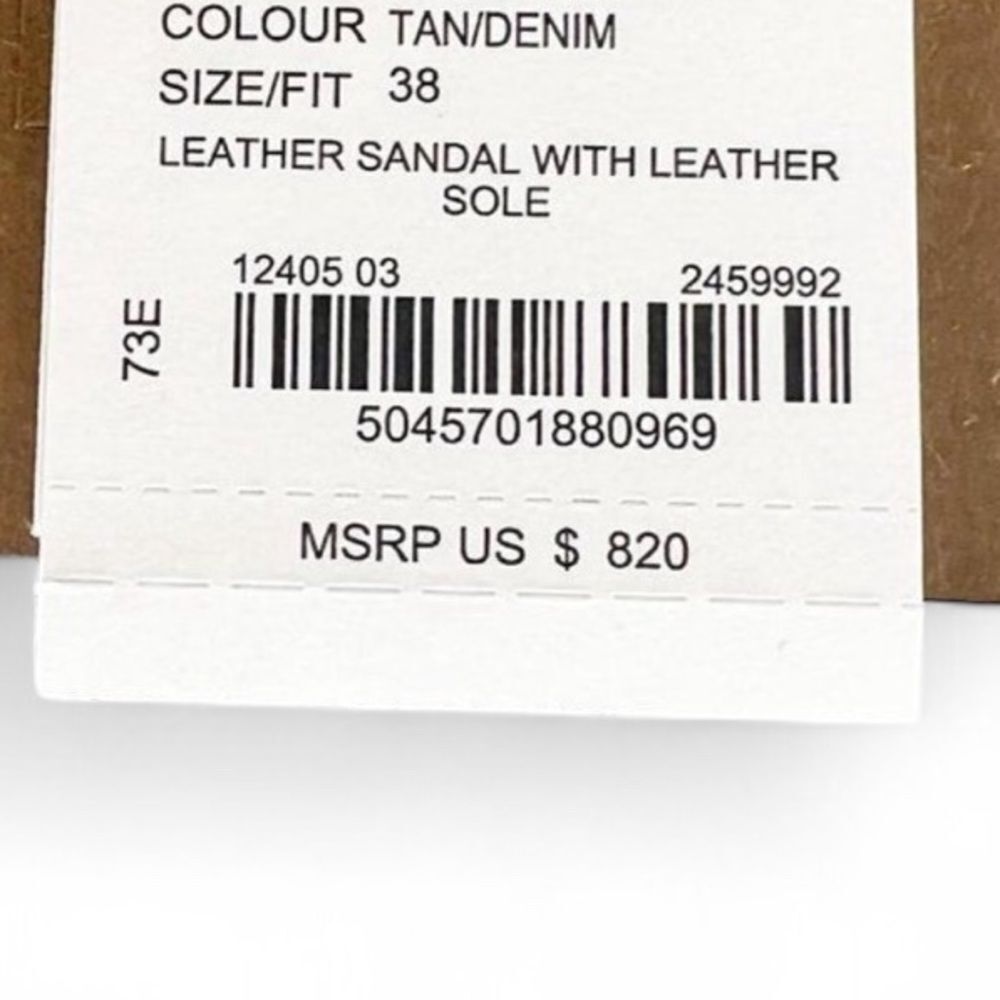 COLOUR TAN/DENIM
SIZE/FIT 38
LEATHER SANDAL WITH LEATHER
SOLE
12405 03 2459992
73E
5045701880969
MSRP US $ 820